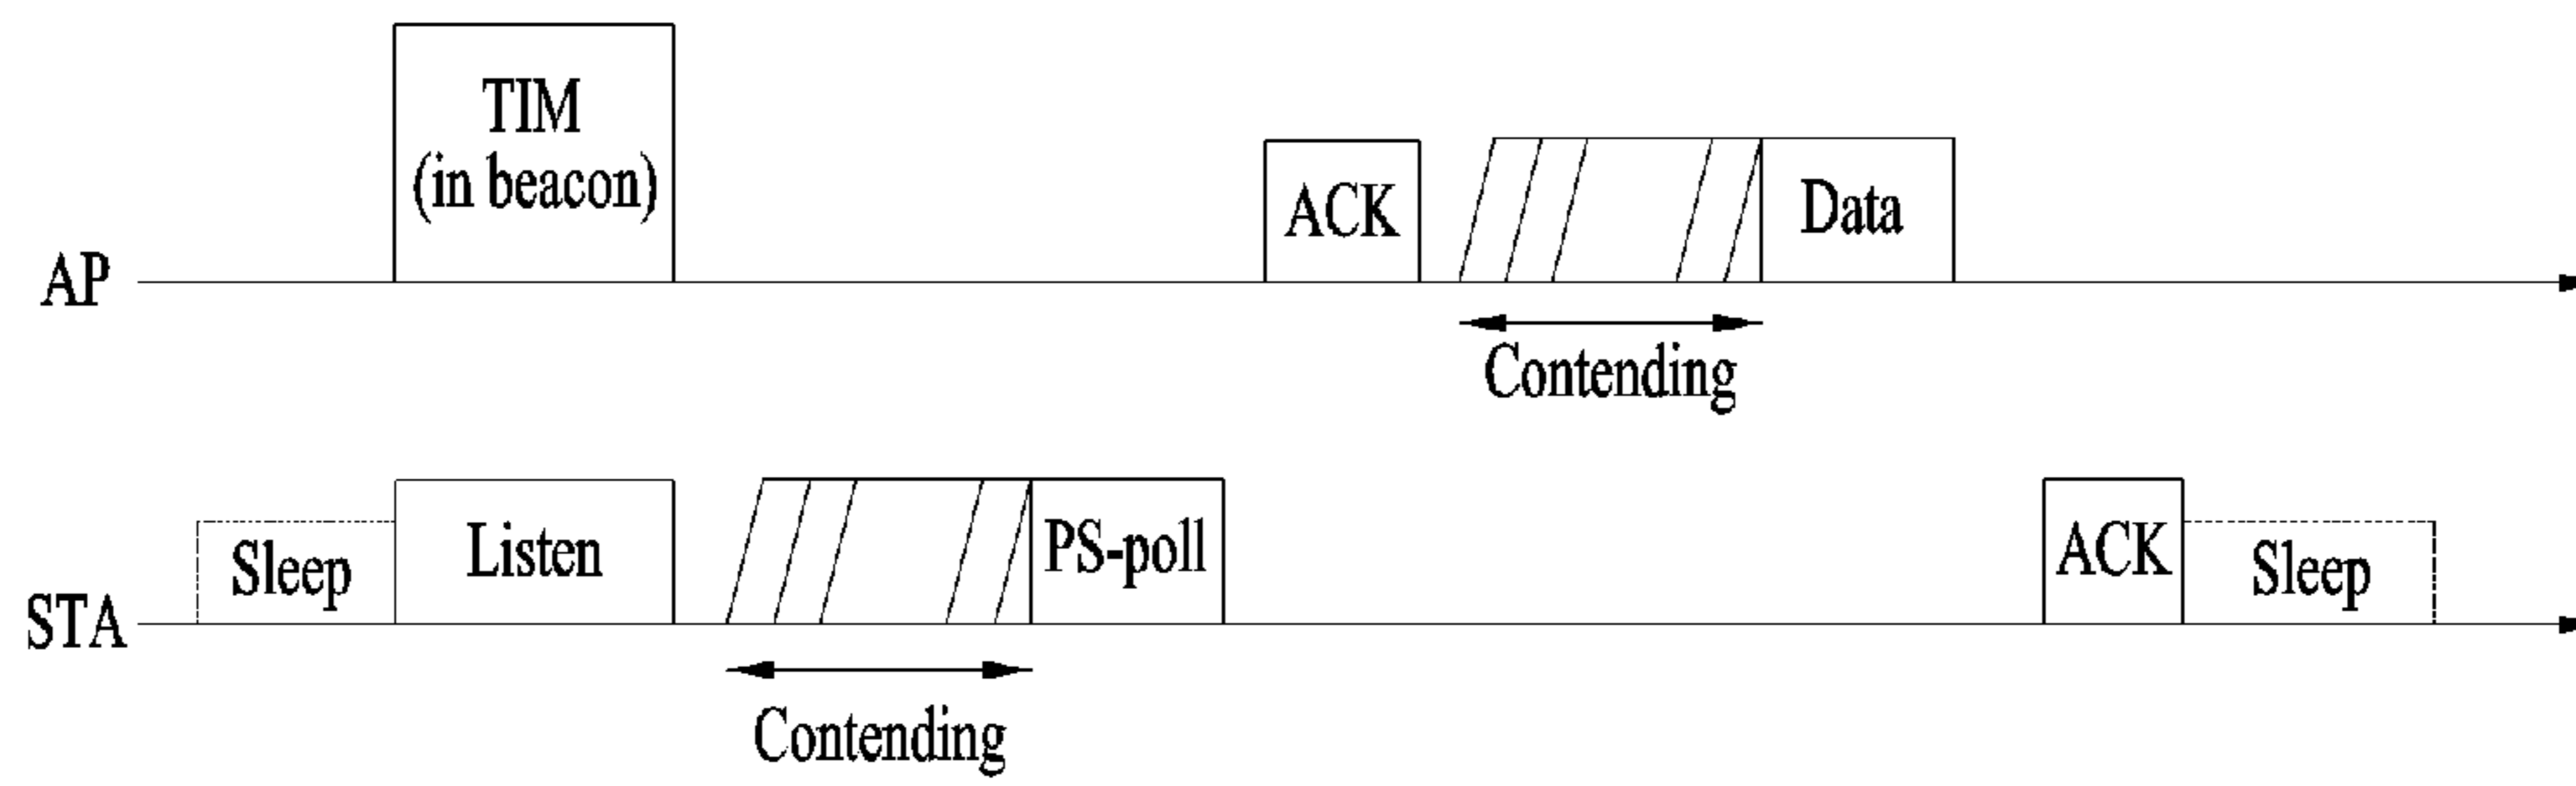 TIM
(in beacon)
ACK
Data
AP
Contending
Sleep
Listen
PS-poll
ACK
Sleep
STA
Contending